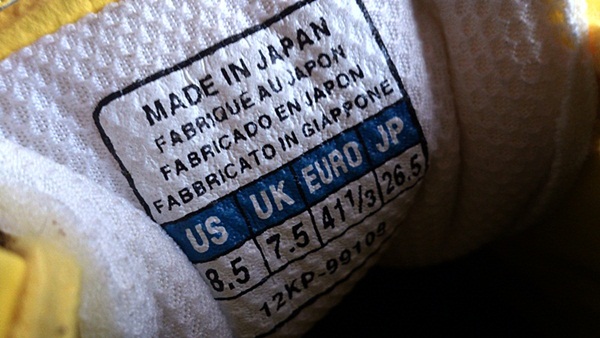 MADE IN JAPAN
FABRIQUE AU JAPON
FABRICADO EN JAPON
FABBRICATO IN GIAPPONE
US UK EURO JP
8.5 7.5 41 1/3 26.5
12KP-99108